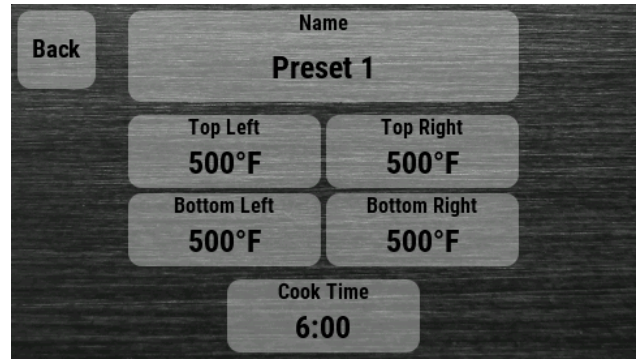 Back
Name
Preset 1
Top Left
Top Right
500°F
500°F
Bottom Left
Bottom Right
500°F
500°F
Cook Time
6:00